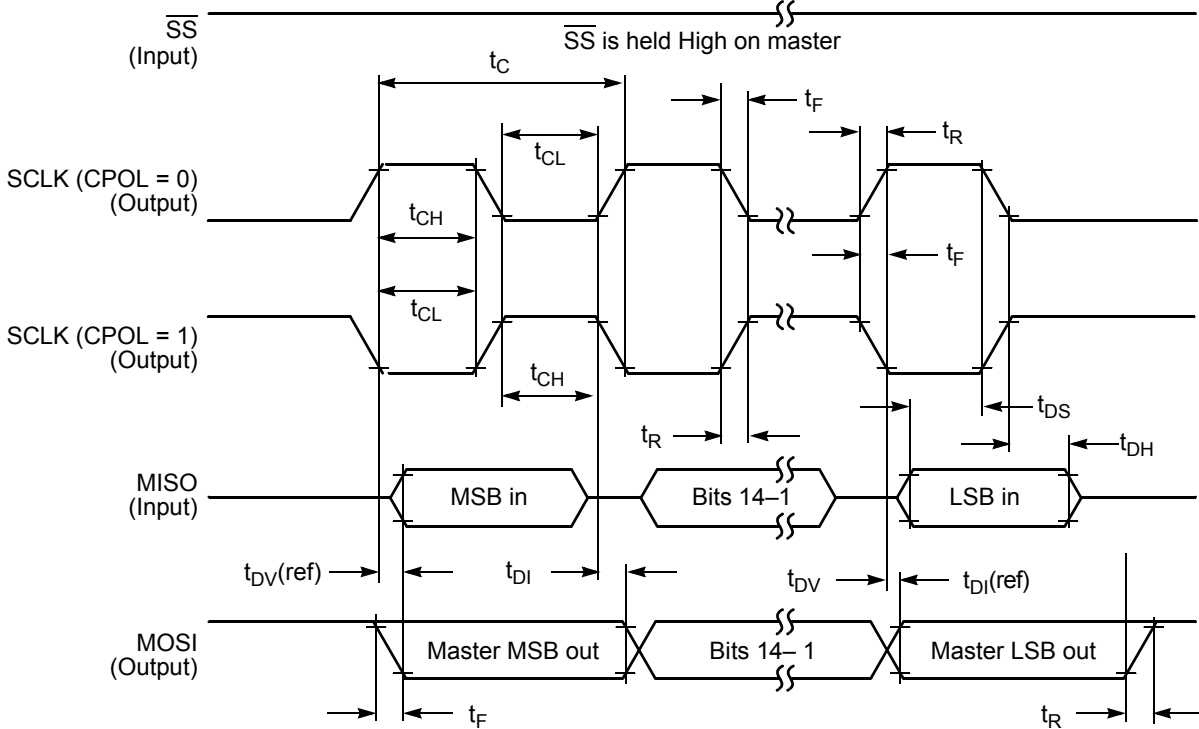 SS
(Input)
SS is held High on master
tC
tF
tR
tCL
SCLK (CPOL = 0)
(Output)
tCH
tF
tCL
SCLK (CPOL = 1)
(Output)
tCH
tDS
tR
tDH
MISO
(Input)
MSB in
Bits 14–1
LSB in
tDV(ref)
tDI
tDV
tDI(ref)
MOSI
(Output)
Master MSB out
Bits 14– 1
Master LSB out
tF
tR